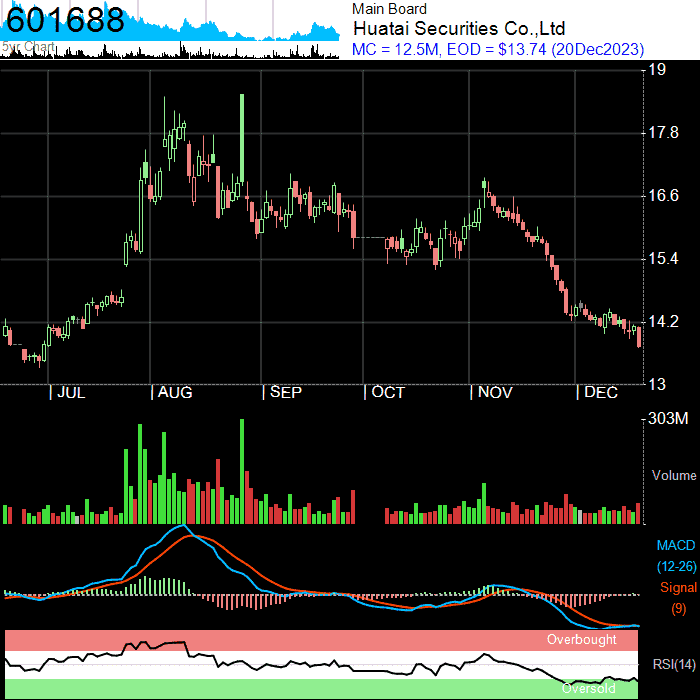 601688
5yr Chart
Main Board
Huatai Securities Co.,Ltd
MC = 12.5M, EOD = $13.74 (20Dec2023)
19
17.8
16.6
15.4
14.2
13
JUL AUG SEP OCT NOV DEC
303M
Volume
MACD
(12-26)
Signal
(9)
Overbought
RSI(14)
Oversold